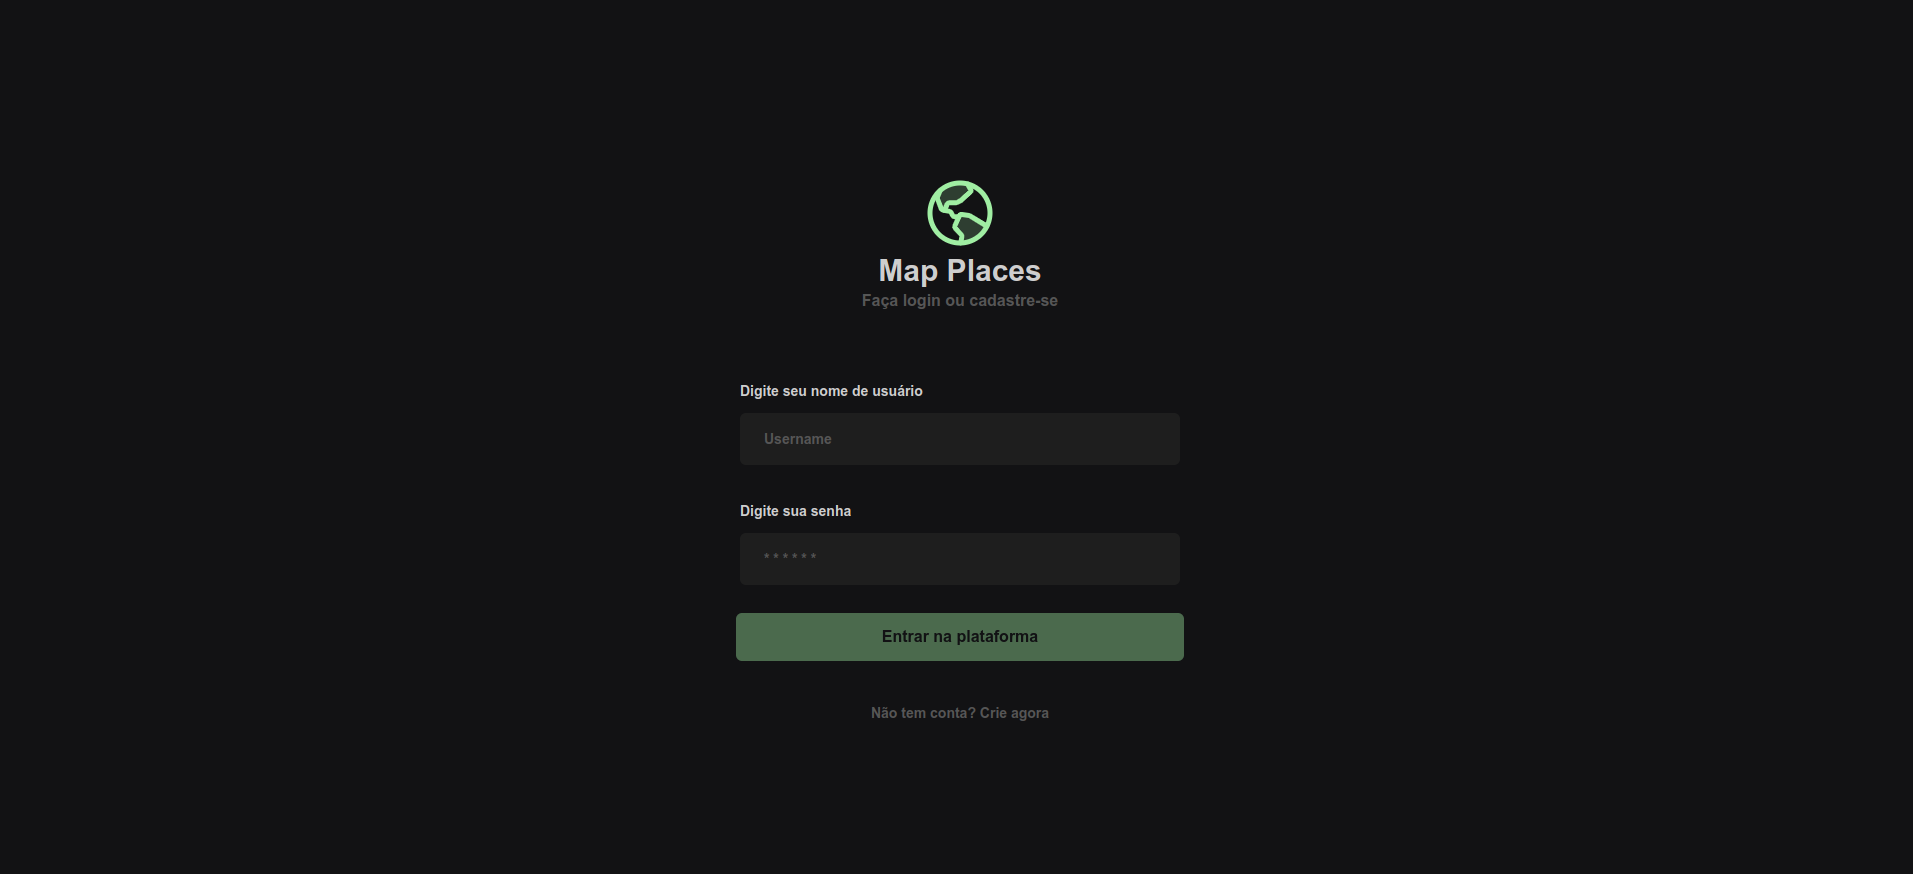 Map Places
Faça login ou cadastre-se
Digite seu nome de usuário
Username
Digite sua senha
* * * * * *
Entrar na plataforma
Não tem conta? Crie agora